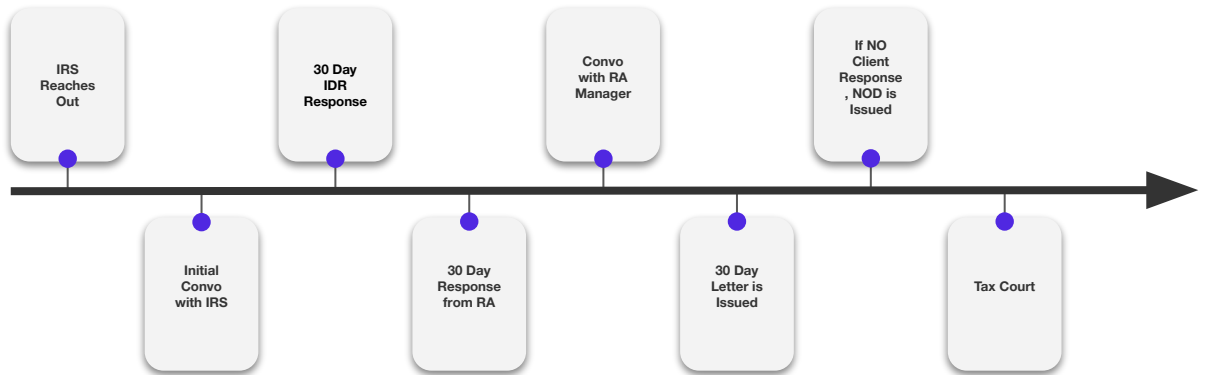 IRS
Reaches
Out
Initial
Convo
with IRS
30 Day
IDR
Response
30 Day
Response
from RA
Convo
with RA
Manager
30 Day
Letter is
Issued
If NO
Client
Response
, NOD is
Issued
Tax Court